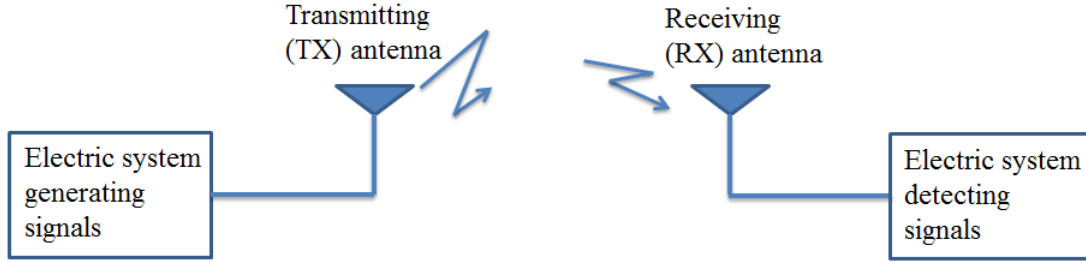 Transmitting
(TX) antenna
Receiving
(RX) antenna
Electric system
generating
signals
Electric system
detecting
signals